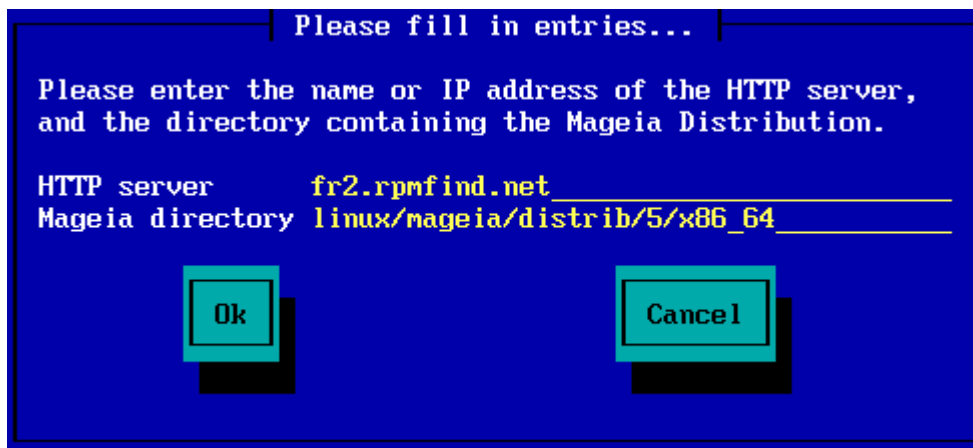 Please fill in entries...
Please enter the name or IP address of the HTTP server,
and the directory containing the Mageia Distribution.
HTTP server fr2.rpmfind.net
Mageia directory linux/mageia/distrib/5/x86_64
Ok Cancel